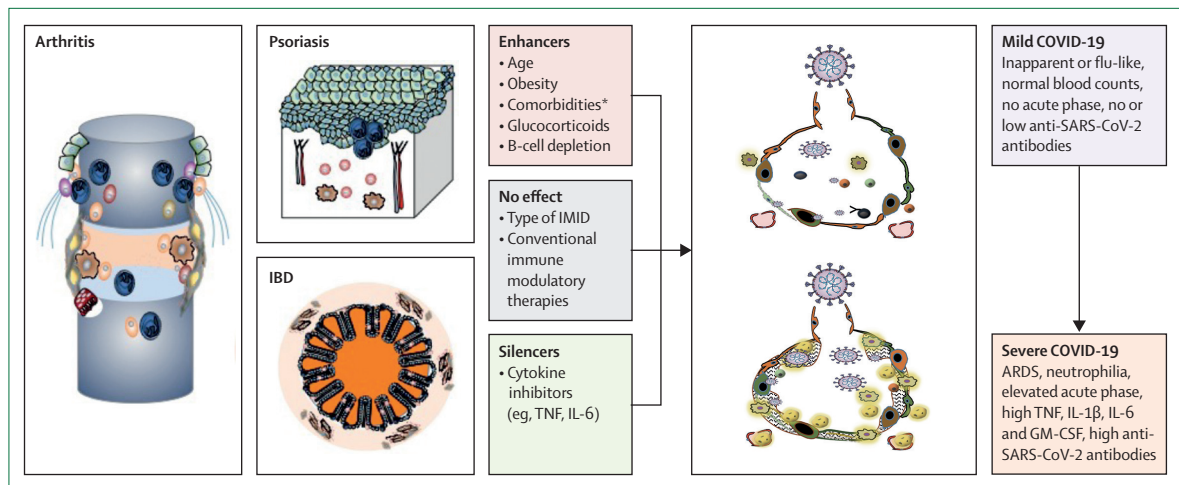 Arthritis
Psoriasis
IBD
Enhancers
• Age
• Obesity
• Comorbidities*
• Glucocorticoids
• B-cell depletion
No effect
• Type of IMID
• Conventional
immune
modulatory
therapies
Silencers
• Cytokine
inhibitors
(eg, TNF, IL-6)
Mild COVID-19
Inapparent or flu-like,
normal blood counts,
no acute phase, no or
low anti-SARS-CoV-2
antibodies
Severe COVID-19
ARDS, neutrophilia,
elevated acute phase,
high TNF, IL-1β, IL-6
and GM-CSF, high anti-
SARS-CoV-2 antibodies